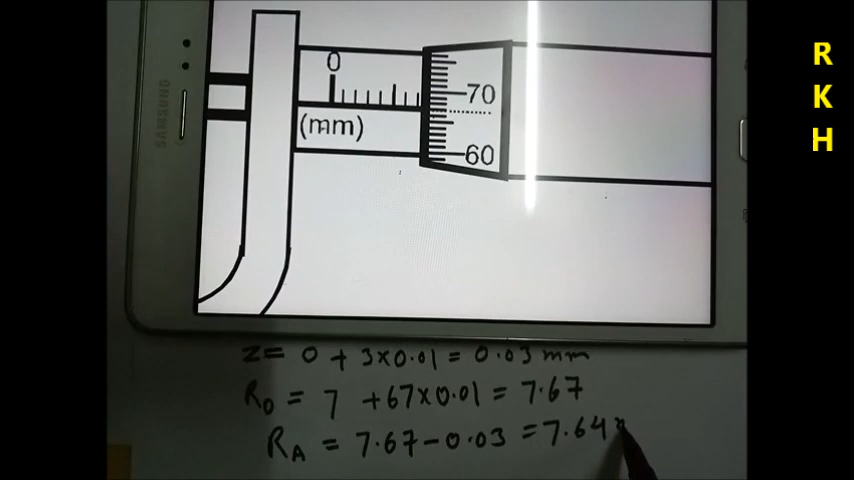 SAMSUNG
0
70
(mm)
60
R
K
H
Z = 0 + 3×0.01 = 0.03 mm
R0 = 7 + 67×0.01 = 7.67
RA = 7.67 - 0.03 = 7.64